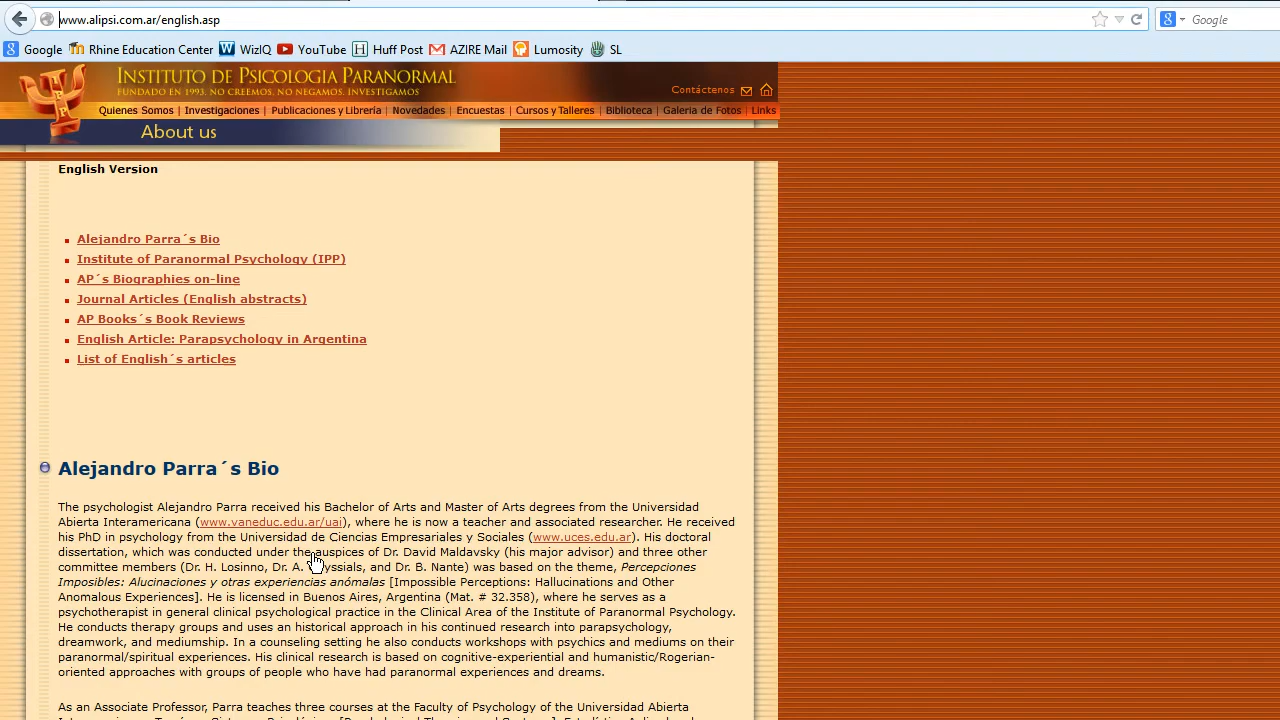 www.alipsi.com.ar/english.asp
Google
Google Rhine Education Center WizIQ YouTube Huff Post AZIRE Mail Lumosity SL
INSTITUTO DE PSICOLOGIA PARANORMAL
FUNDADO EN 1993. NO CREEMOS, NO NEGAMOS, INVESTIGAMOS
Contáctenos
Quienes Somos | Investigaciones | Publicaciones y Librería | Novedades | Encuestas | Cursos y Talleres | Biblioteca | Galeria de Fotos | Links
About us
English Version
Alejandro Parra´s Bio
Institute of Paranormal Psychology (IPP)
AP´s Biographies on-line
Journal Articles (English abstracts)
AP Books´s Book Reviews
English Article: Parapsychology in Argentina
List of English´s articles
Alejandro Parra´s Bio
The psychologist Alejandro Parra received his Bachelor of Arts and Master of Arts degrees from the Universidad
Abierta Interamericana (www.vaneduc.edu.ar/uai), where he is now a teacher and associated researcher. He received
his PhD in psychology from the Universidad de Ciencias Empresariales y Sociales (www.uces.edu.ar). His doctoral
dissertation, which was conducted under the auspices of Dr. David Maldavsky (his major advisor) and three other
committee members (Dr. H. Losinno, Dr. A. and Dr. B. Nante) was based on the theme, Percepciones
Imposibles: Alucinaciones y otras experiencias anómalas [Impossible Perceptions: Hallucinations and Other
Anomalous Experiences]. He is licensed in Buenos Aires, Argentina (Mat. # 32.358), where he serves as a
psychotherapist in general clinical psychological practice in the Clinical Area of the Institute of Paranormal Psychology.
He conducts therapy groups and uses an historical approach in his continued research into parapsychology,
dreamwork, and mediumship. In a counseling setting he also conducts workshops with psychics and mediums on their
paranormal/spiritual experiences. His clinical research is based on cognitive-experiential and humanistic/Rogerian-
oriented approaches with groups of people who have had paranormal experiences and dreams.
As an Associate Professor, Parra teaches three courses at the Faculty of Psychology of the Universidad Abierta